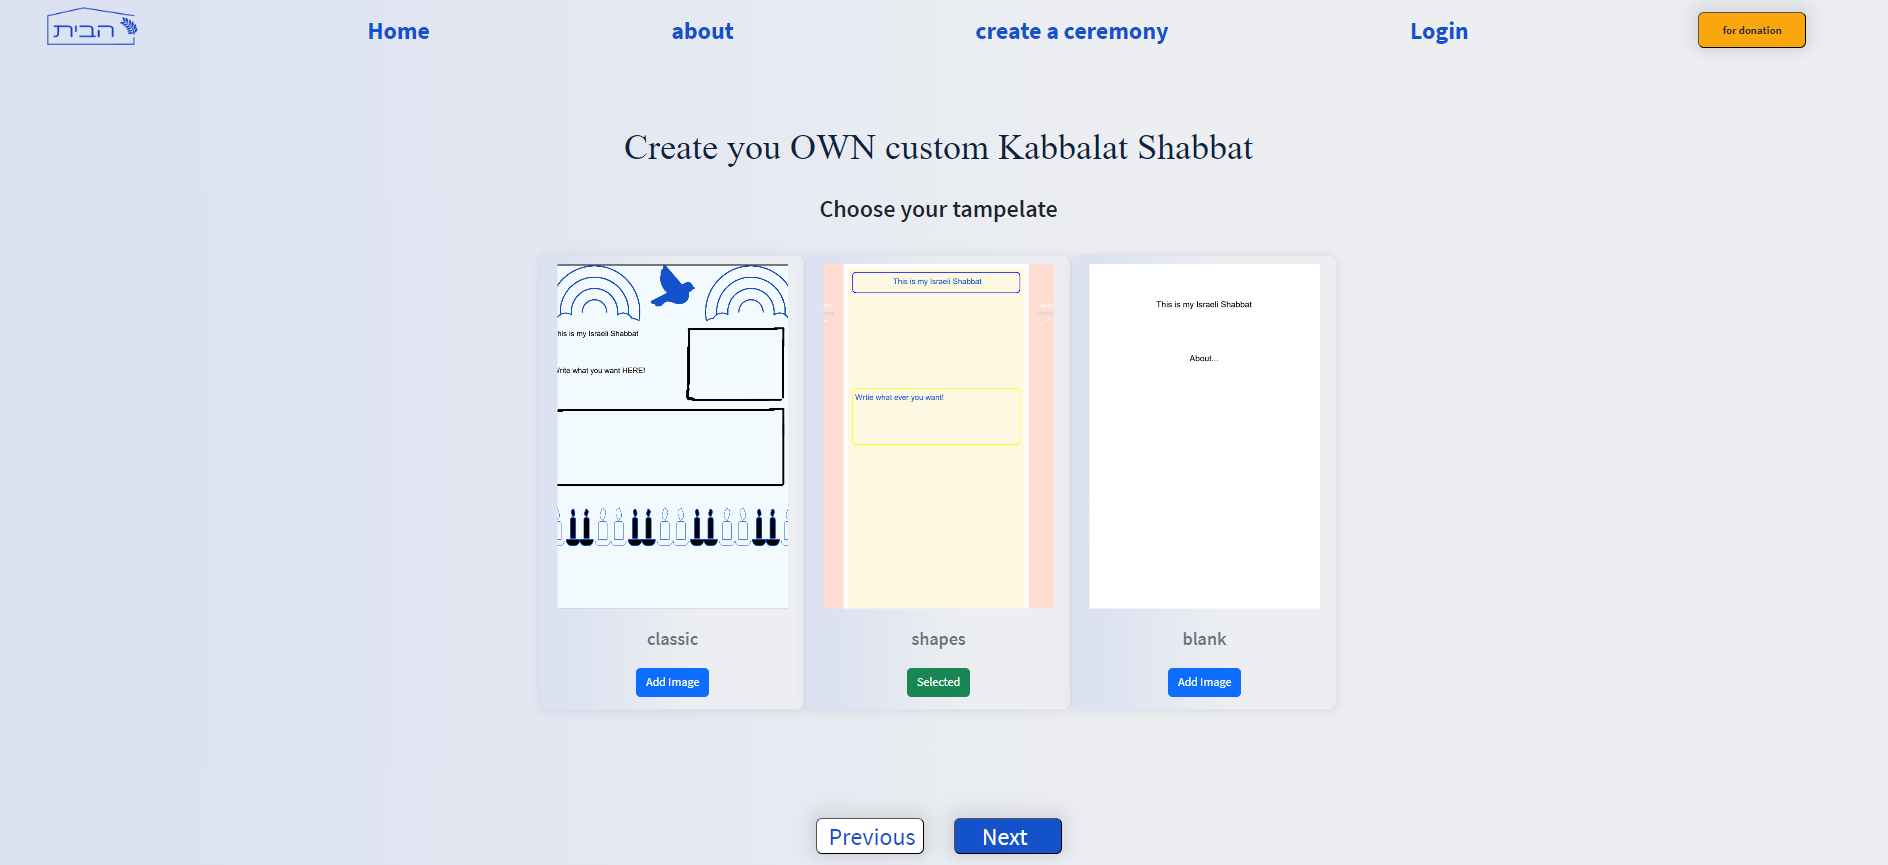 הבית
Home
about
create a ceremony
Login
for donation
Create you OWN custom Kabbalat Shabbat
Choose your tampelate
his is my Israeli Shabbat
Write what you want HERE!
classic
Add Image
This is my Israeli Shabbat
Wrtie what ever you want!
shapes
Selected
This is my Israeli Shabbat
About...
blank
Add Image
Previous
Next